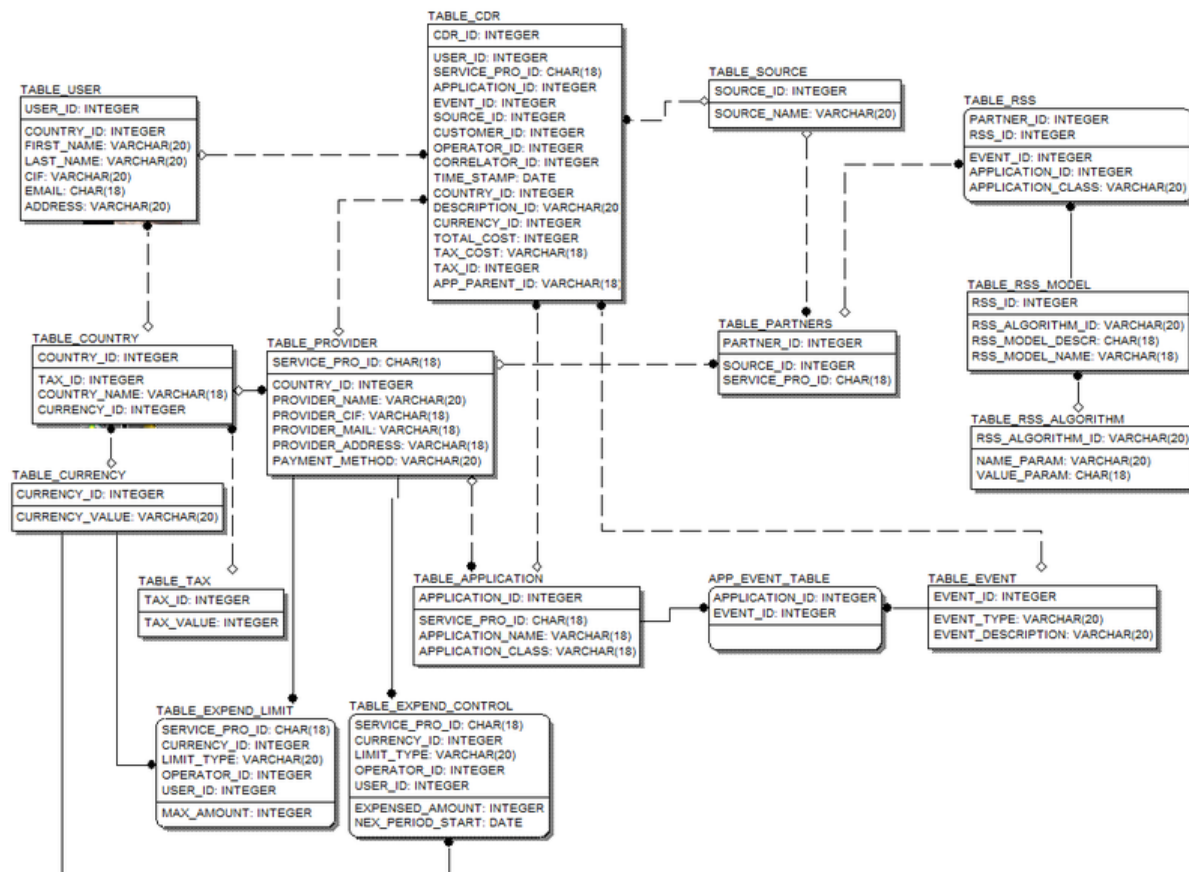 TABLE_CDR
CDR_ID: INTEGER
USER_ID: INTEGER
SERVICE_PRO_ID: CHAR(18)
APPLICATION_ID: INTEGER
EVENT_ID: INTEGER
SOURCE_ID: INTEGER
CUSTOMER_ID: INTEGER
OPERATOR_ID: INTEGER
CORRELATOR_ID: INTEGER
TIME_STAMP: DATE
COUNTRY_ID: INTEGER
DESCRIPTION_ID: VARCHAR(20
CURRENCY_ID: INTEGER
TOTAL_COST: INTEGER
TAX_COST: VARCHAR(18)
TAX_ID: INTEGER
APP_PARENT_ID: VARCHAR(18)
TABLE_USER
USER_ID: INTEGER
COUNTRY_ID: INTEGER
FIRST_NAME: VARCHAR(20)
LAST_NAME: VARCHAR(20)
CIF: VARCHAR(20)
EMAIL: CHAR(18)
ADDRESS: VARCHAR(20)
TABLE_SOURCE
SOURCE_ID: INTEGER
SOURCE_NAME: VARCHAR(20)
TABLE_RSS
PARTNER_ID: INTEGER
RSS_ID: INTEGER
EVENT_ID: INTEGER
APPLICATION_ID: INTEGER
APPLICATION_CLASS: VARCHAR(20)
TABLE_RSS_MODEL
RSS_ID: INTEGER
RSS_ALGORITHM_ID: VARCHAR(20)
RSS_MODEL_DESCR: CHAR(18)
RSS_MODEL_NAME: VARCHAR(18)
TABLE_COUNTRY
COUNTRY_ID: INTEGER
TAX_ID: INTEGER
COUNTRY_NAME: VARCHAR(18)
CURRENCY_ID: INTEGER
TABLE_PROVIDER
SERVICE_PRO_ID: CHAR(18)
COUNTRY_ID: INTEGER
PROVIDER_NAME: VARCHAR(20)
PROVIDER_CIF: VARCHAR(18)
PROVIDER_MAIL: VARCHAR(18)
PROVIDER_ADDRESS: VARCHAR(18)
PAYMENT_METHOD: VARCHAR(20)
TABLE_PARTNERS
PARTNER_ID: INTEGER
SOURCE_ID: INTEGER
SERVICE_PRO_ID: CHAR(18)
TABLE_RSS_ALGORITHM
RSS_ALGORITHM_ID: VARCHAR(20)
NAME_PARAM: VARCHAR(20)
VALUE_PARAM: CHAR(18)
TABLE_CURRENCY
CURRENCY_ID: INTEGER
CURRENCY_VALUE: VARCHAR(20)
TABLE_TAX
TAX_ID: INTEGER
TAX_VALUE: INTEGER
TABLE_APPLICATION
APPLICATION_ID: INTEGER
SERVICE_PRO_ID: CHAR(18)
APPLICATION_NAME: VARCHAR(18)
APPLICATION_CLASS: VARCHAR(18)
APP_EVENT_TABLE
APPLICATION_ID: INTEGER
EVENT_ID: INTEGER
TABLE_EVENT
EVENT_ID: INTEGER
EVENT_TYPE: VARCHAR(20)
EVENT_DESCRIPTION: VARCHAR(20)
TABLE_EXPEND_LIMIT
SERVICE_PRO_ID: CHAR(18)
CURRENCY_ID: INTEGER
LIMIT_TYPE: VARCHAR(20)
OPERATOR_ID: INTEGER
USER_ID: INTEGER
MAX_AMOUNT: INTEGER
TABLE_EXPEND_CONTROL
SERVICE_PRO_ID: CHAR(18)
CURRENCY_ID: INTEGER
LIMIT_TYPE: VARCHAR(20)
OPERATOR_ID: INTEGER
USER_ID: INTEGER
EXPENSED_AMOUNT: INTEGER
NEX_PERIOD_START: DATE